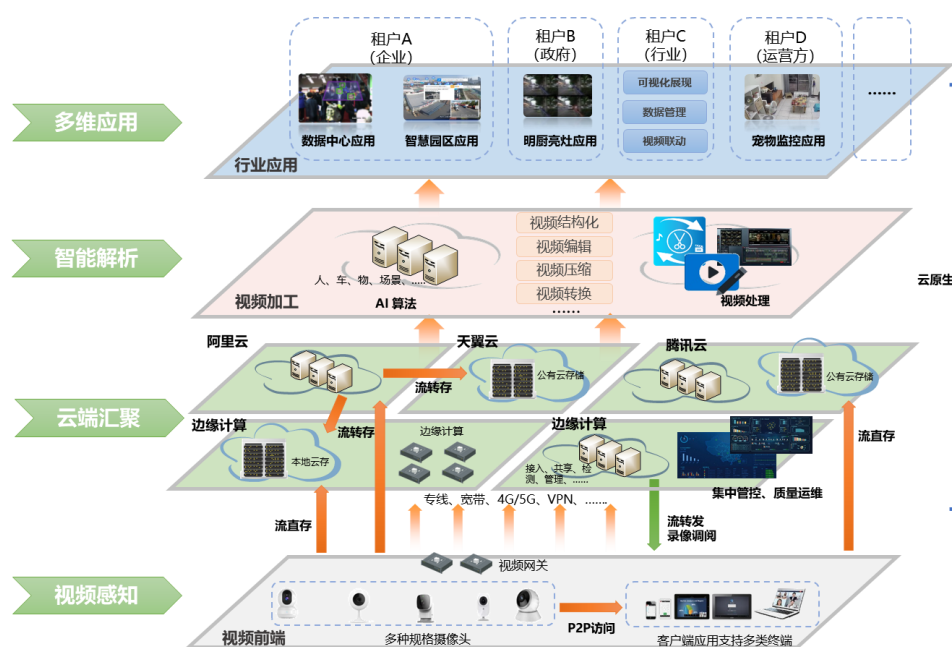 租户A
(企业)
租户B
(政府)
租户C
(行业)
租户D
(运营方)
……
可视化展现
数据管理
视频联动
数据中心应用
智慧园区应用
明厨亮灶应用
宠物监控应用
多维应用
行业应用
智能解析
视频结构化
视频编辑
视频压缩
视频转换
……
人、车、物、场景、……
AI 算法
视频处理
视频加工
云原生
阿里云
天翼云
腾讯云
流转存
公有云存储
公有云存储
云端汇聚
边缘计算
流转存
本地云存
边缘计算
边缘计算
接入、共享、检
测、管理、……
集中管控、质量运维
流直存
专线、宽带、4G/5G、VPN、……
流直存
流转发
录像调阅
视频感知
视频网关
P2P访问
视频前端
多种规格摄像头
客户端应用支持多类终端